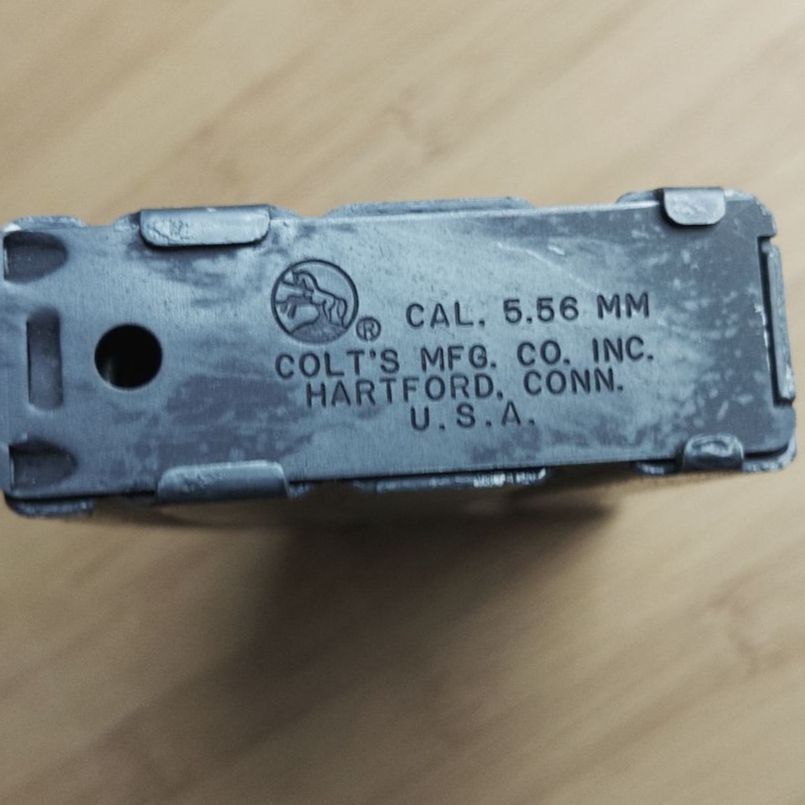 ® CAL. 5.56 MM
COLT'S MFG. CO. INC.
HARTFORD, CONN.
U.S.A.